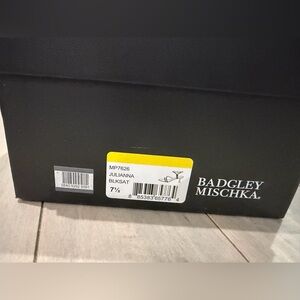 MP7626
JULIANNA
BLKSAT
7½
BADGLEY
MISCHKA.